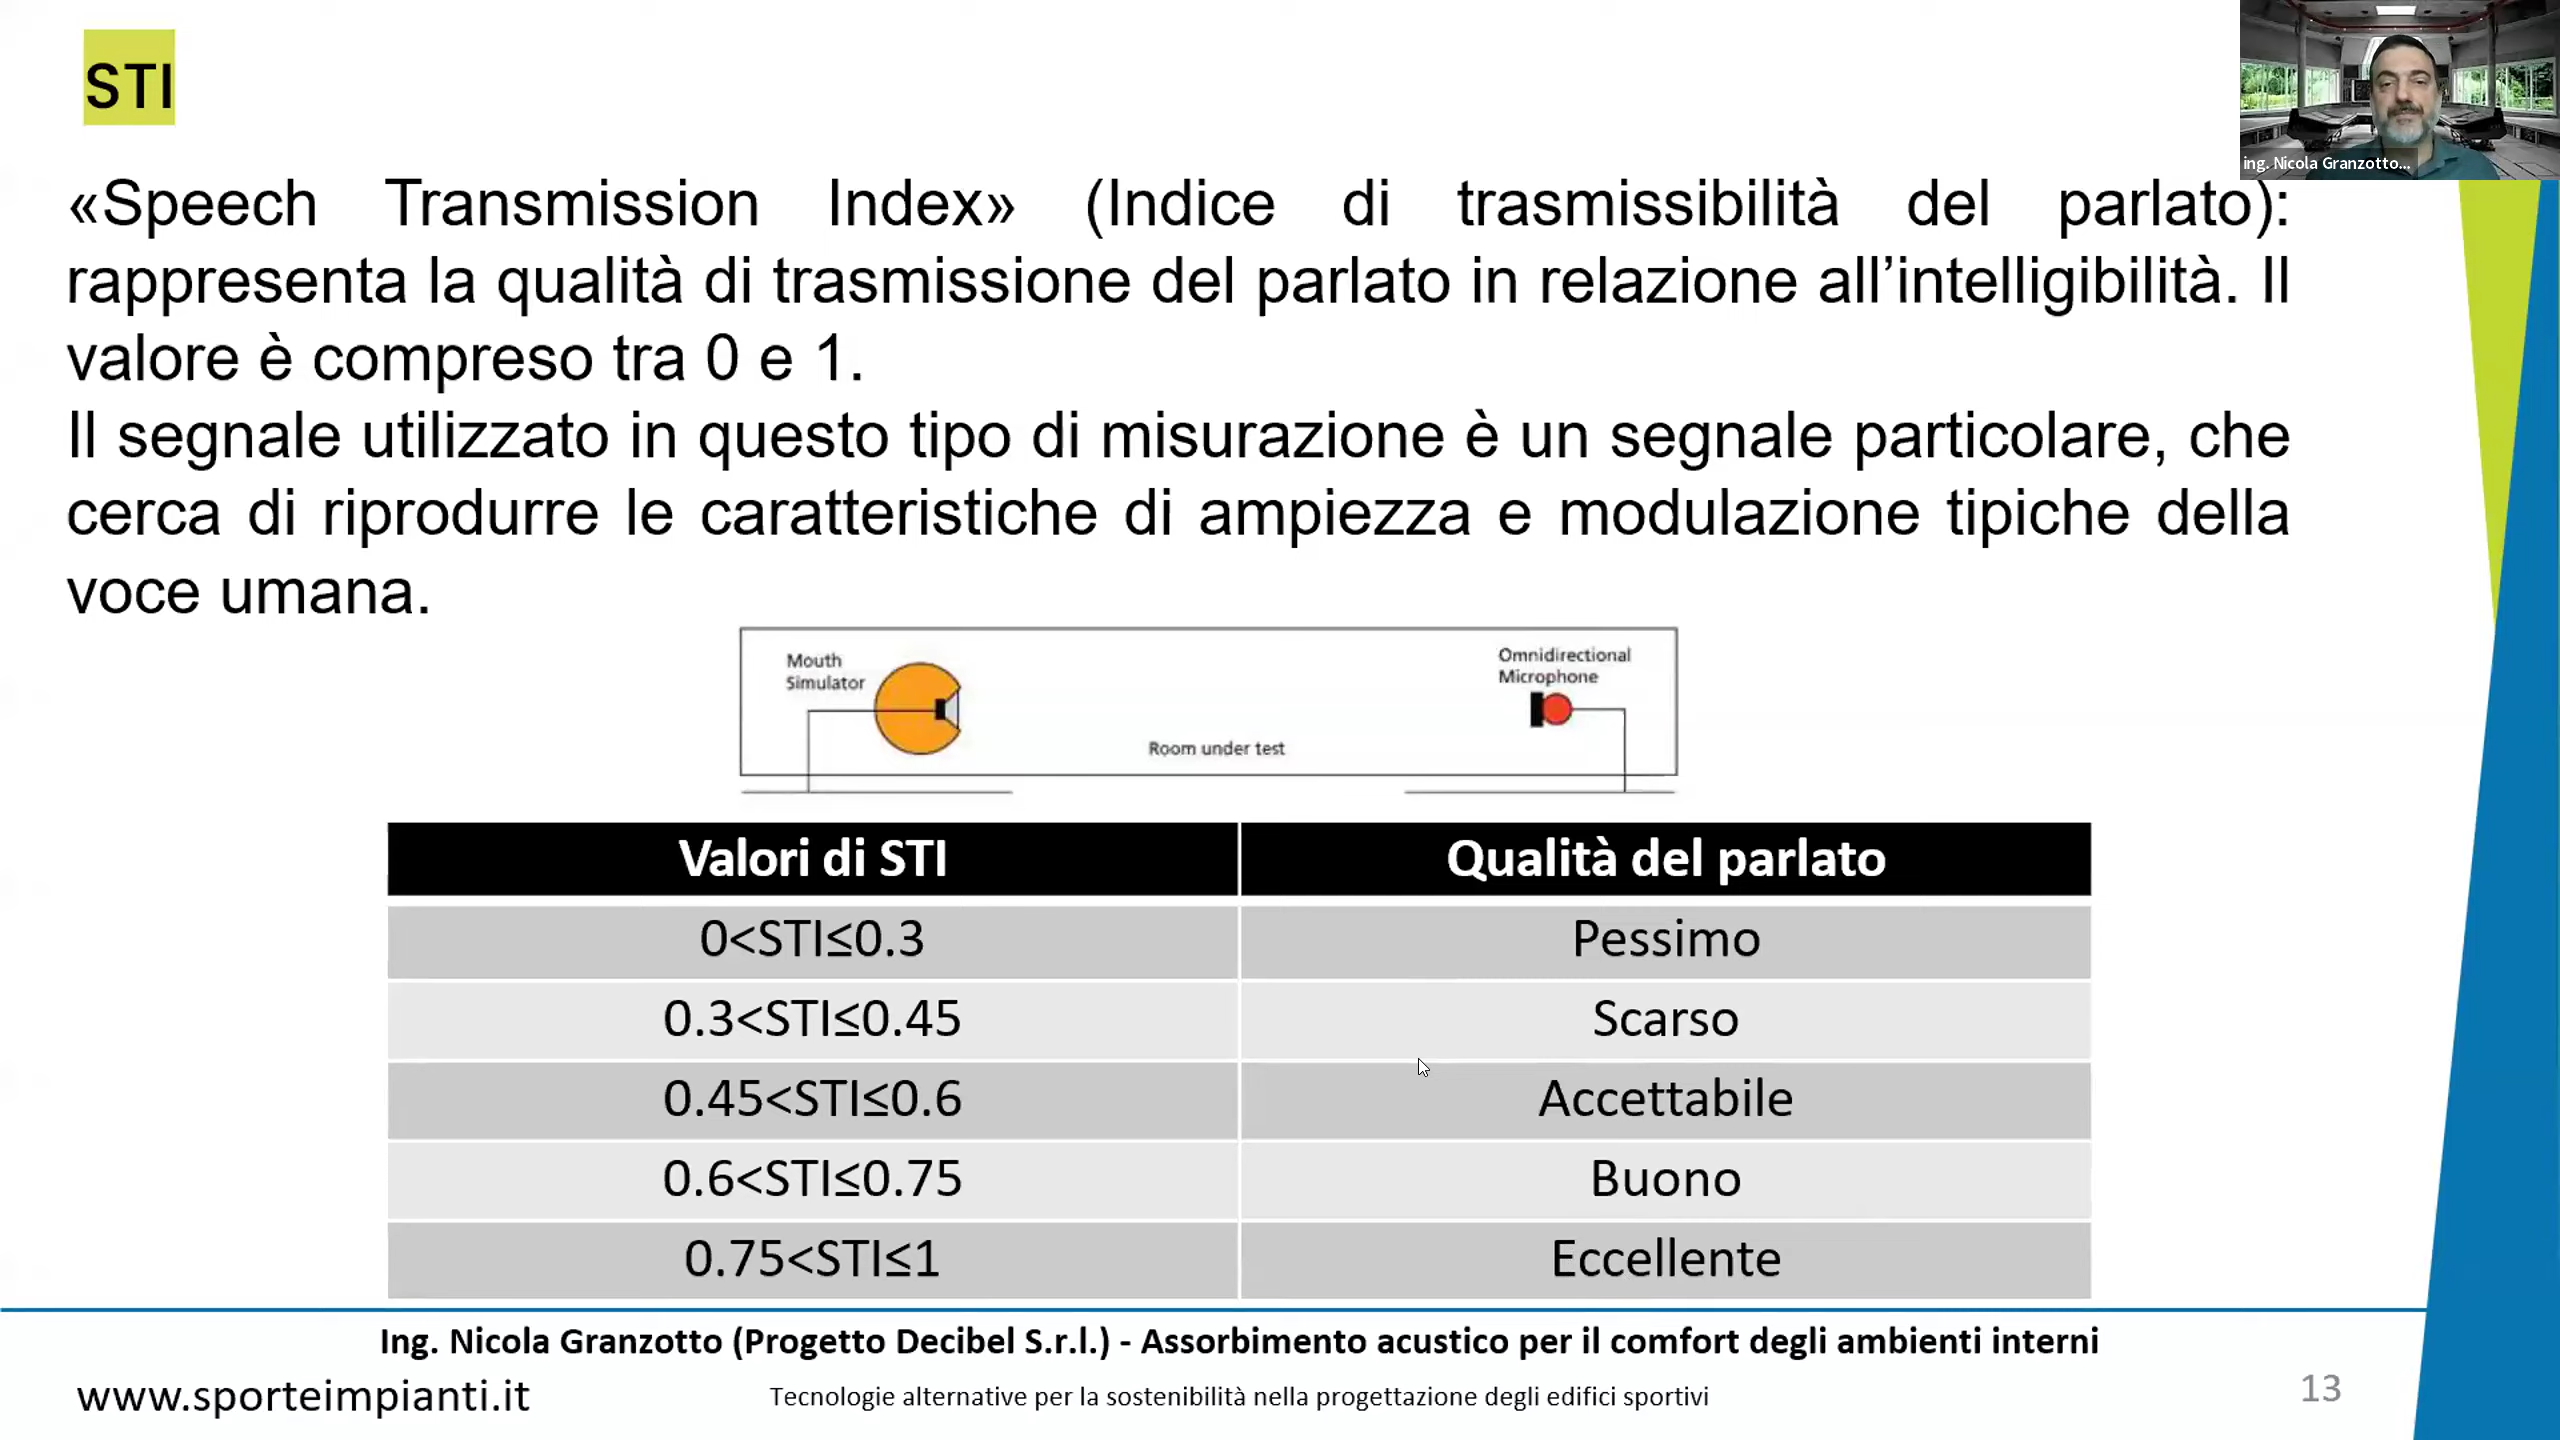 STI
ing. Nicola Granzotto...
«Speech Transmission Index» (Indice di trasmissibilità del parlato):
rappresenta la qualità di trasmissione del parlato in relazione all’intelligibilità. Il
valore è compreso tra 0 e 1.
Il segnale utilizzato in questo tipo di misurazione è un segnale particolare, che
cerca di riprodurre le caratteristiche di ampiezza e modulazione tipiche della
voce umana.
Mouth
Simulator
Omnidirectional
Microphone
Room under test
Valori di STI Qualità del parlato
0<STI≤0.3 Pessimo
0.3<STI≤0.45 Scarso
0.45<STI≤0.6 Accettabile
0.6<STI≤0.75 Buono
0.75<STI≤1 Eccellente
Ing. Nicola Granzotto (Progetto Decibel S.r.l.) - Assorbimento acustico per il comfort degli ambienti interni
www.sporteimpianti.it
Tecnologie alternative per la sostenibilità nella progettazione degli edifici sportivi
13